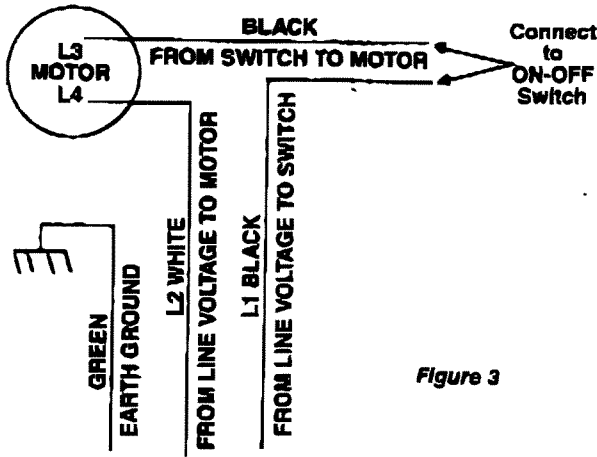 BLACK
FROM SWITCH TO MOTOR
Connect
to
ON-OFF
Switch
L3
MOTOR
L4
GREEN
EARTH GROUND
L2 WHITE
FROM LINE VOLTAGE TO MOTOR
L1 BLACK
FROM LINE VOLTAGE TO SWITCH
Figure 3